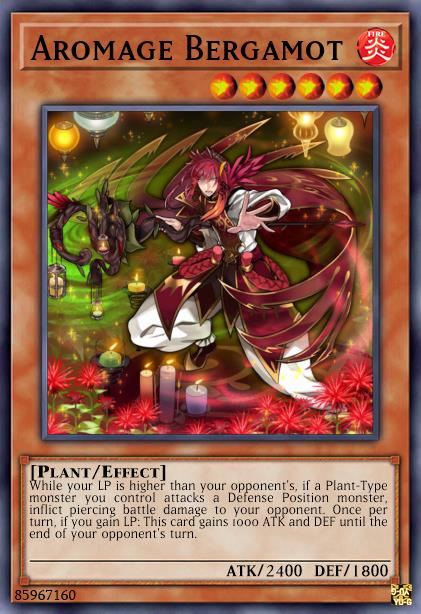 AROMAGE BERGAMOT
FIRE
炎
[PLANT/EFFECT]
While your LP is higher than your opponent's, if a Plant-Type
monster you control attacks a Defense Position monster,
inflict piercing battle damage to your opponent. Once per
turn, if you gain LP: This card gains 1000 ATK and DEF until the
end of your opponent's turn.
ATK/2400 DEF/1800
85967160